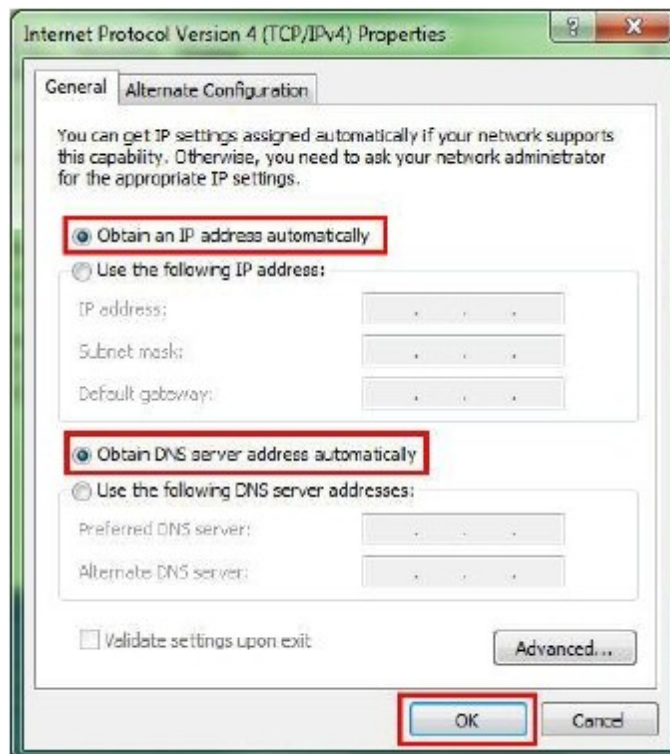 Internet Protocol Version 4 (TCP/IPv4) Properties
General
Alternate Configuration
You can get IP settings assigned automatically if your network supports
this capability. Otherwise, you need to ask your network administrator
for the appropriate IP settings.
Obtain an IP address automatically
Use the following IP address:
IP address:
Subnet mask:
Default gateway:
Obtain DNS server address automatically
Use the following DNS server addresses:
Preferred DNS server:
Alternate DNS server:
Validate settings upon exit
Advanced...
OK
Cancel